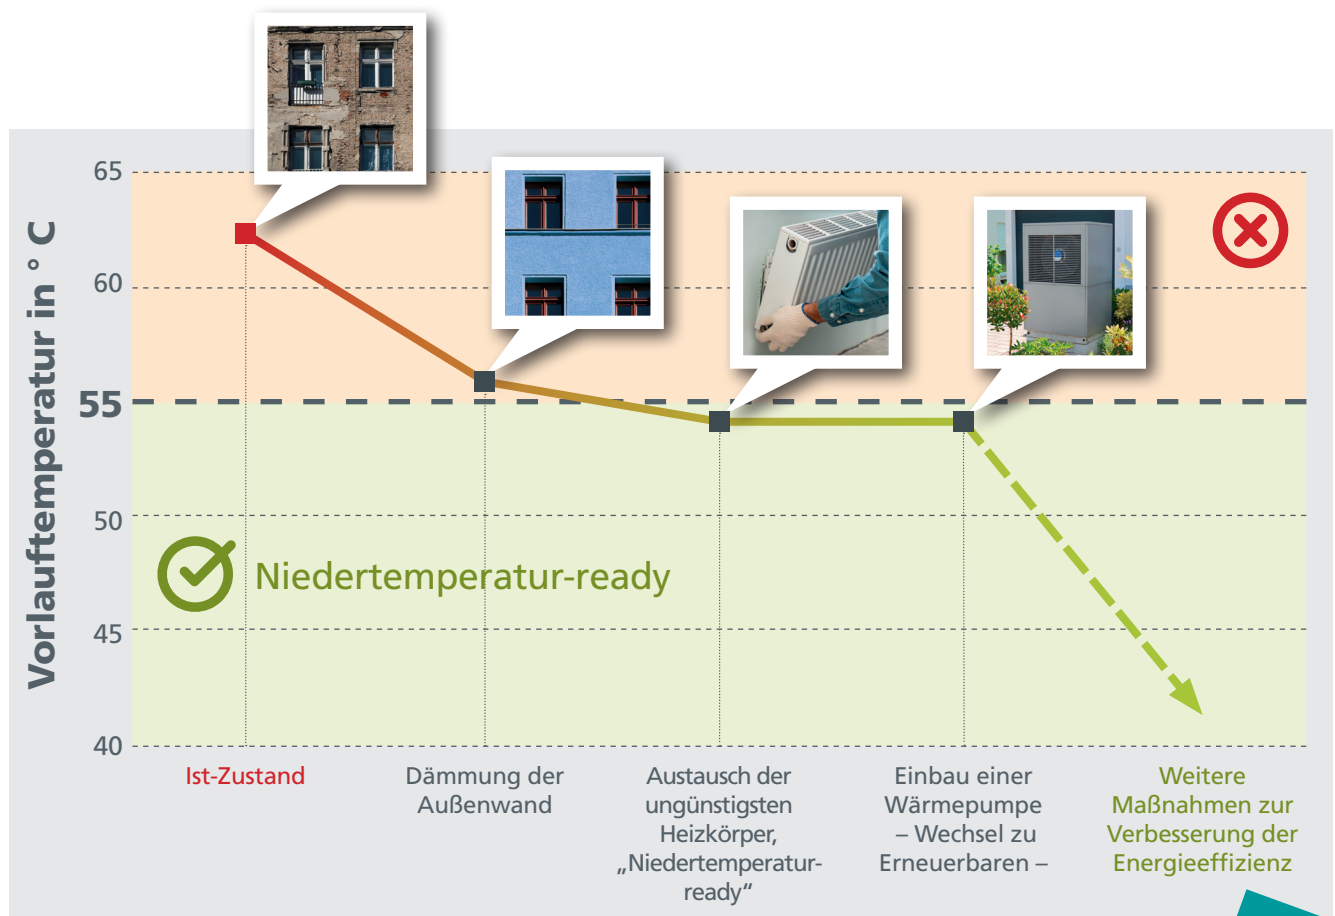 Vorlauftemperatur in ° C
65
60
55
50
45
40
Niedertemperatur-ready
Ist-Zustand
Dämmung der
Außenwand
Austausch der
ungünstigsten
Heizkörper,
„Niedertemperatur-
ready“
Einbau einer
Wärmepumpe
– Wechsel zu
Erneuerbaren –
Weitere
Maßnahmen zur
Verbesserung der
Energieeffizienz